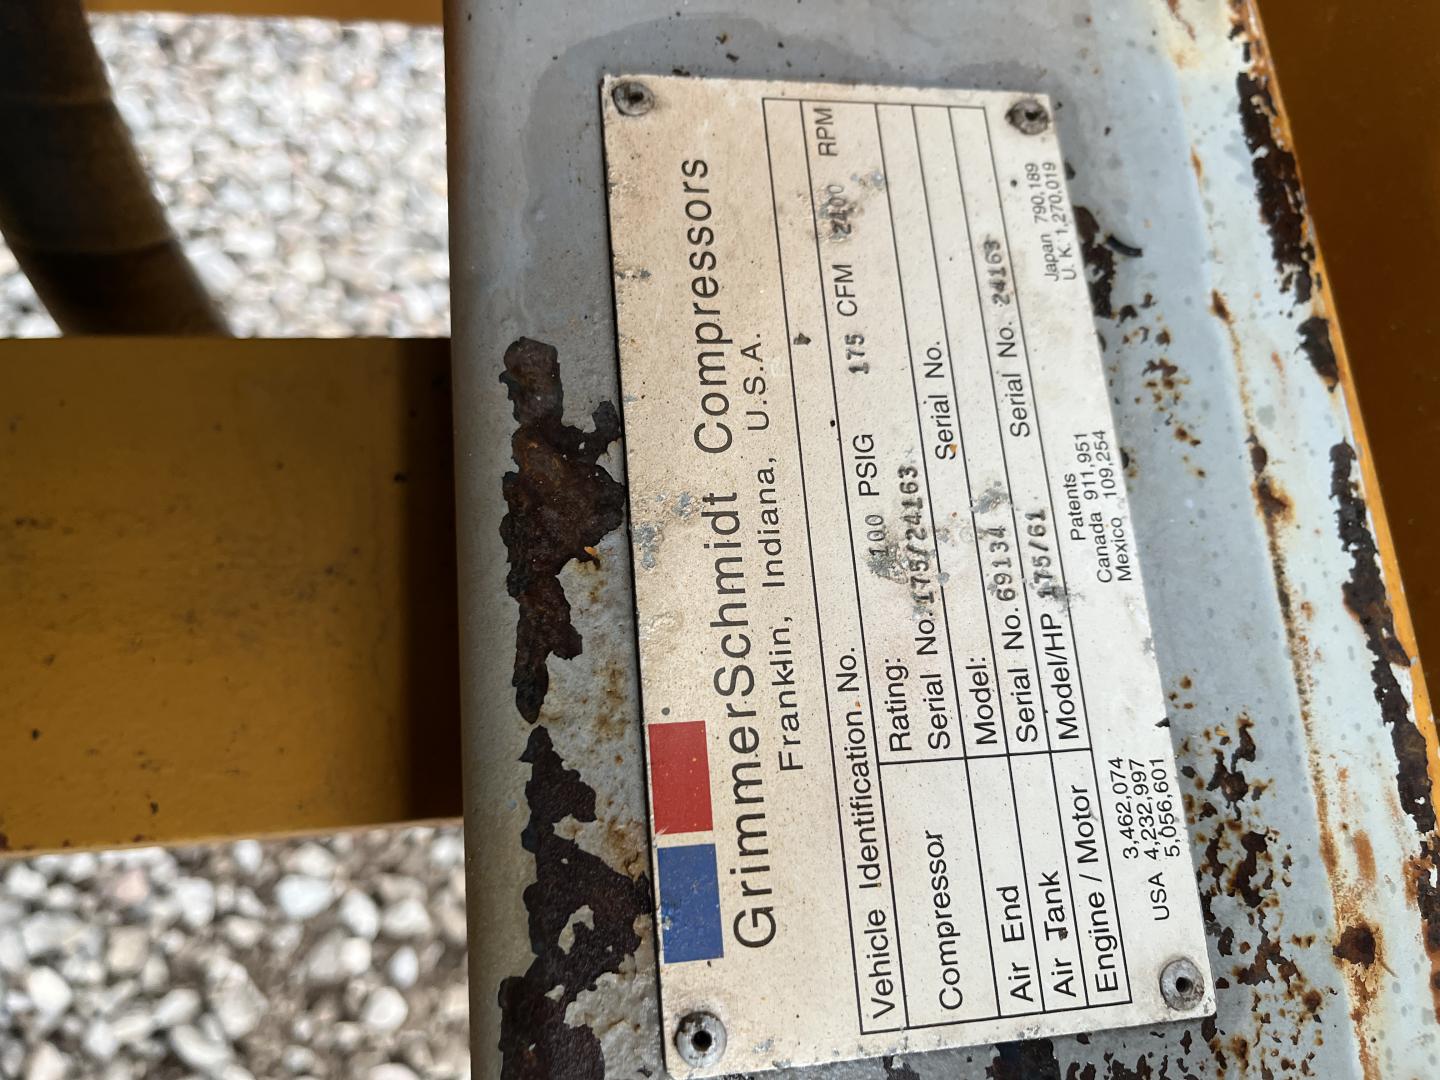 GrimmerSchmidt Compressors
Franklin, Indiana, U.S.A.
Vehicle Identification No.
Compressor Rating: 100 PSIG 175 CFM 2100 RPM
Serial No. 175/24163
Air End Model: Serial No.
Air Tank Serial No. 69134
Engine / Motor Model/HP 175/61 Serial No. 24163
3,462,074
USA 4,232,997
5,056,601
Patents
Canada 911,951
Mexico 109,254
Japan 790,189
U. K. 1,270,019